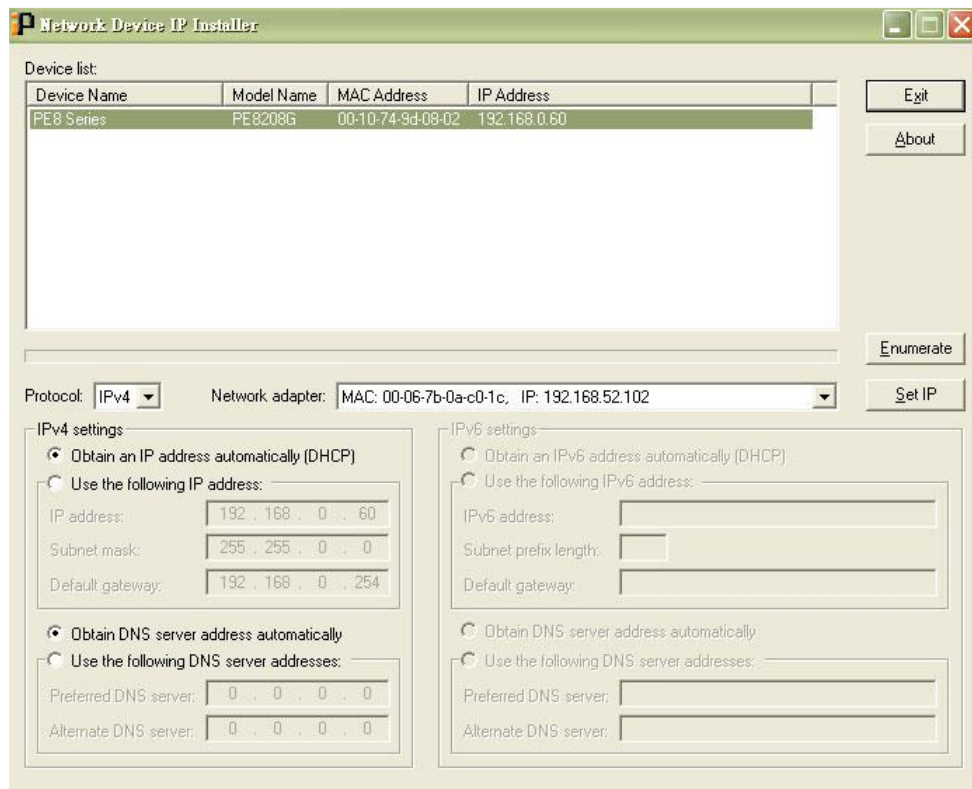 Network Device IP Installer
Device list:
Device Name Model Name MAC Address IP Address
PE8 Series PE8208G 00-10-74-9d-08-02 192.168.0.60
Exit
About
Enumerate
Protocol: IPv4 Network adapter: MAC: 00-06-7b-0a-c0-1c, IP: 192.168.52.102 Set IP
IPv4 settings
Obtain an IP address automatically (DHCP)
Use the following IP address:
IP address: 192 . 168 . 0 . 60
Subnet mask: 255 . 255 . 0 . 0
Default gateway: 192 . 168 . 0 . 254
Obtain DNS server address automatically
Use the following DNS server addresses:
Preferred DNS server: 0 . 0 . 0 . 0
Alternate DNS server: 0 . 0 . 0 . 0
IPv6 settings
Obtain an IPv6 address automatically (DHCP)
Use the following IPv6 address:
IPv6 address:
Subnet prefix length:
Default gateway:
Obtain DNS server address automatically
Use the following DNS server addresses:
Preferred DNS server:
Alternate DNS server: